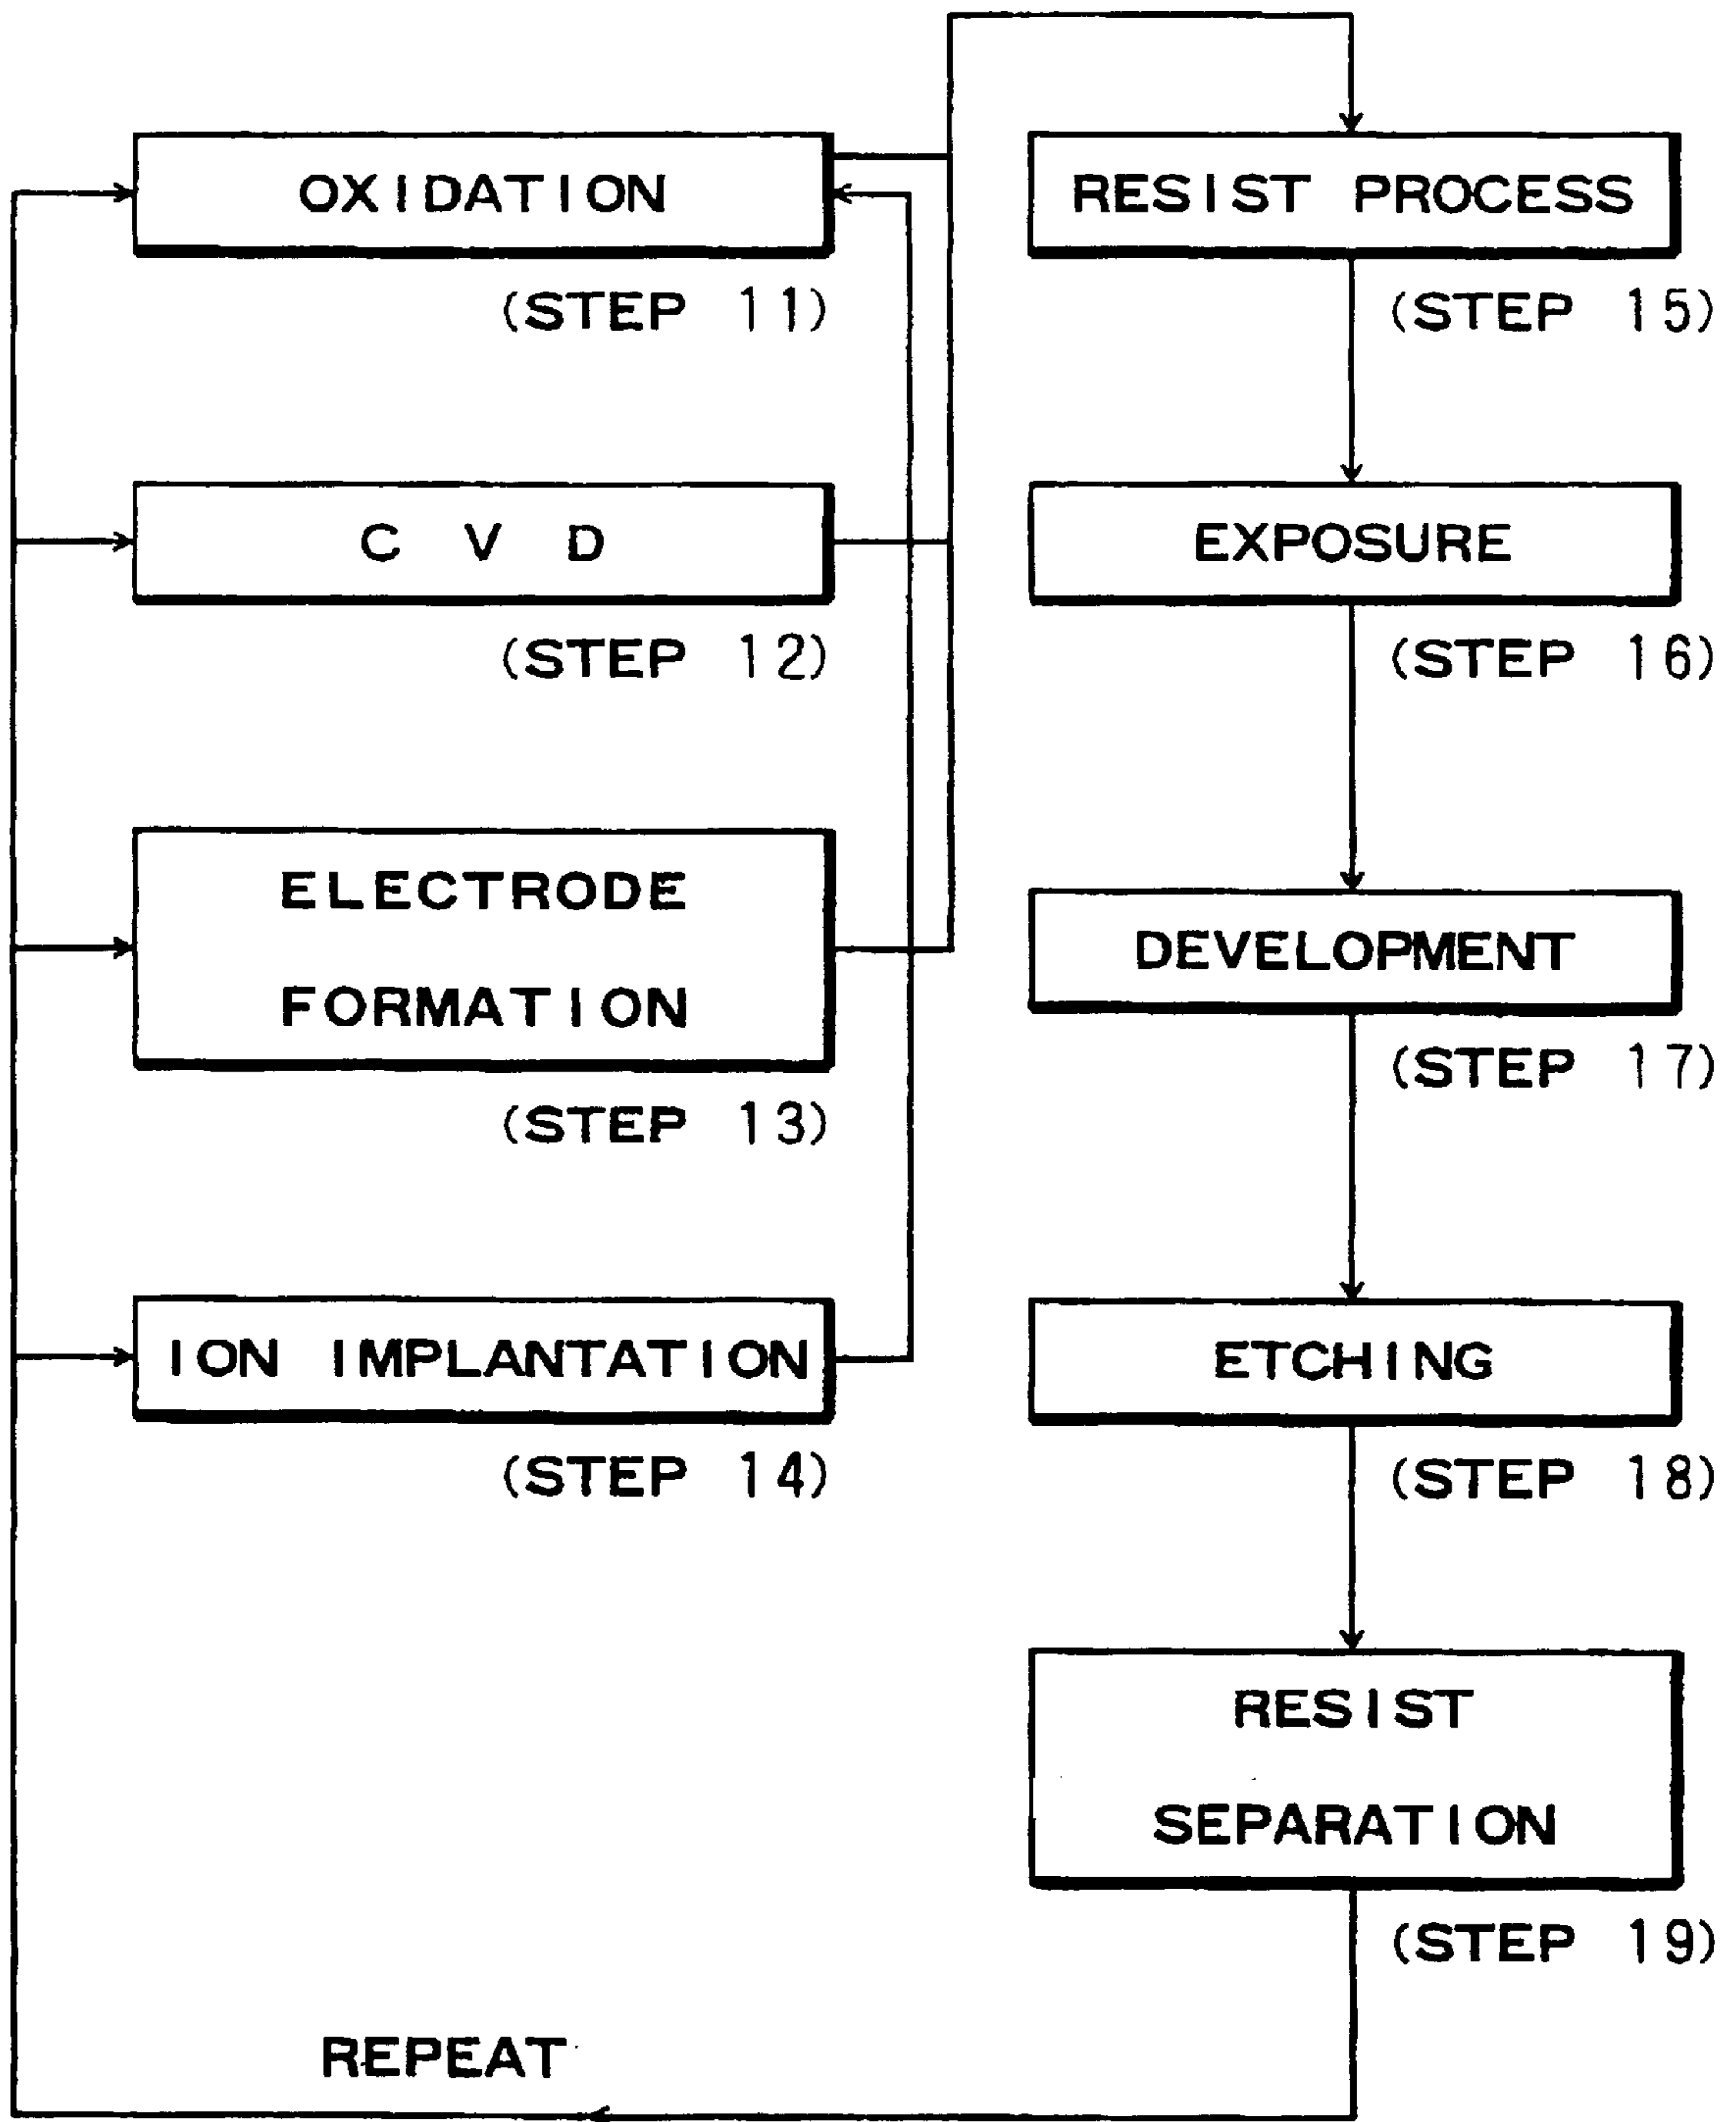 OXIDATION
(STEP 11)
CVD
(STEP 12)
ELECTRODE
FORMATION
(STEP 13)
ION IMPLANTATION
(STEP 14)
RESIST PROCESS
(STEP 15)
EXPOSURE
(STEP 16)
DEVELOPMENT
(STEP 17)
ETCHING
(STEP 18)
RESIST
SEPARATION
(STEP 19)
REPEAT